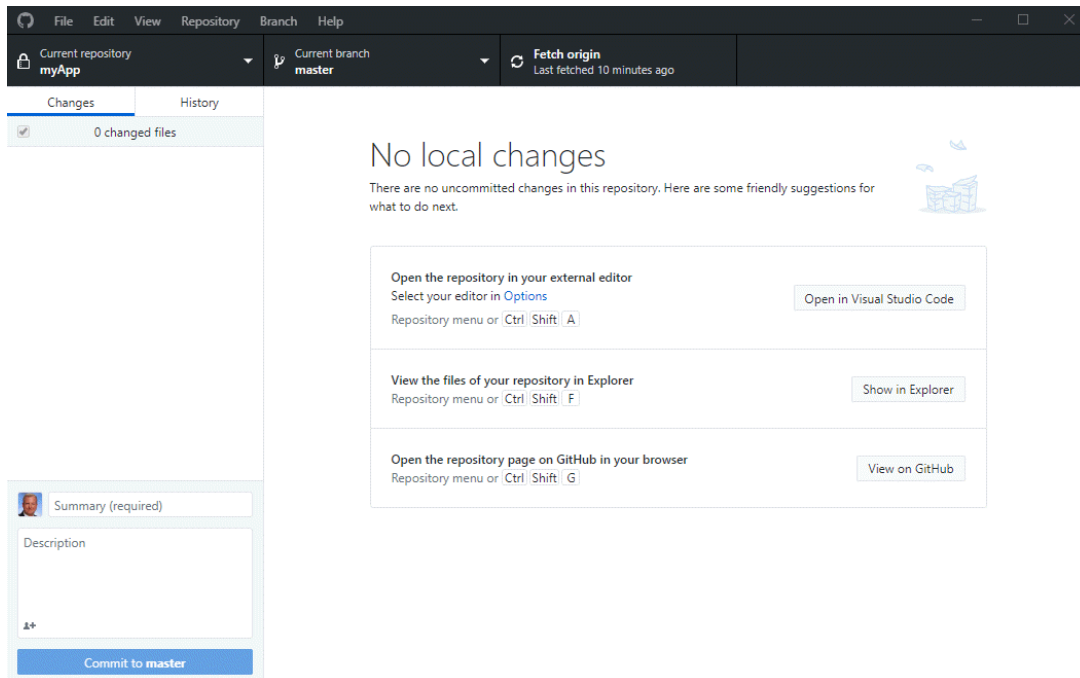 File Edit View Repository Branch Help
Current repository
myApp
Current branch
master
Fetch origin
Last fetched 10 minutes ago
Changes
History
0 changed files
No local changes
There are no uncommitted changes in this repository. Here are some friendly suggestions for
what to do next.
Open the repository in your external editor
Select your editor in Options
Repository menu or Ctrl Shift A
Open in Visual Studio Code
View the files of your repository in Explorer
Repository menu or Ctrl Shift F
Show in Explorer
Open the repository page on GitHub in your browser
Repository menu or Ctrl Shift G
View on GitHub
Summary (required)
Description
Commit to master